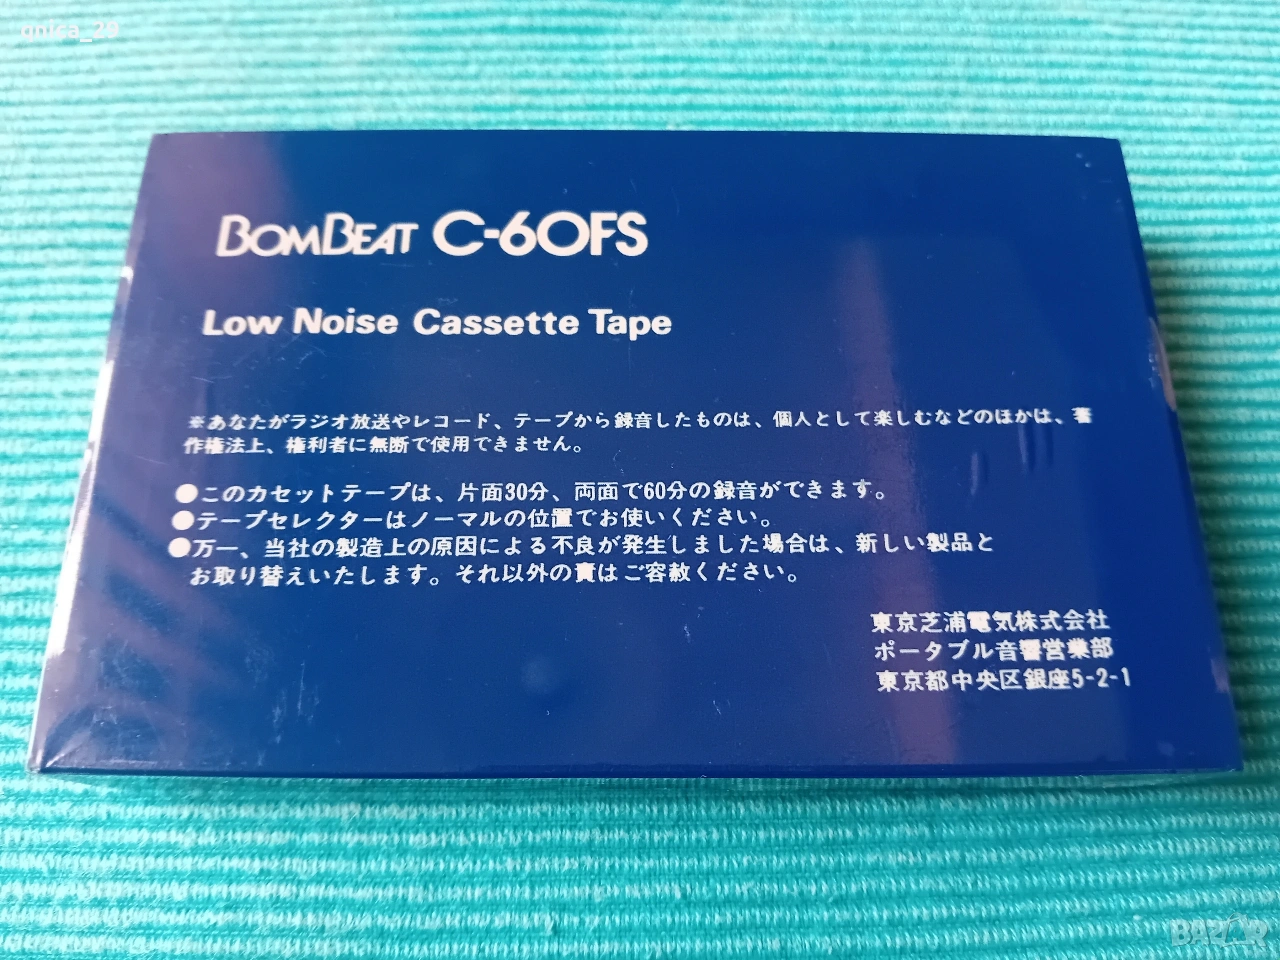 qnica_29
BOMBEAT C-60FS
Low Noise Cassette Tape
※あなたがラジオ放送やレコード、テープから録音したものは、個人として楽しむなどのほかは、著
作権法上、権利者に無断で使用できません。
●このカセットテープは、片面30分、両面で60分の録音ができます。
●テープセレクターはノーマルの位置でお使いください。
●万一、当社の製造上の原因による不良が発生しました場合は、新しい製品と
お取り替えいたします。それ以外の責はご容赦ください。
東京芝浦電気株式会社
ポータブル音響営業部
東京都中央区銀座5-2-1
BAZAR